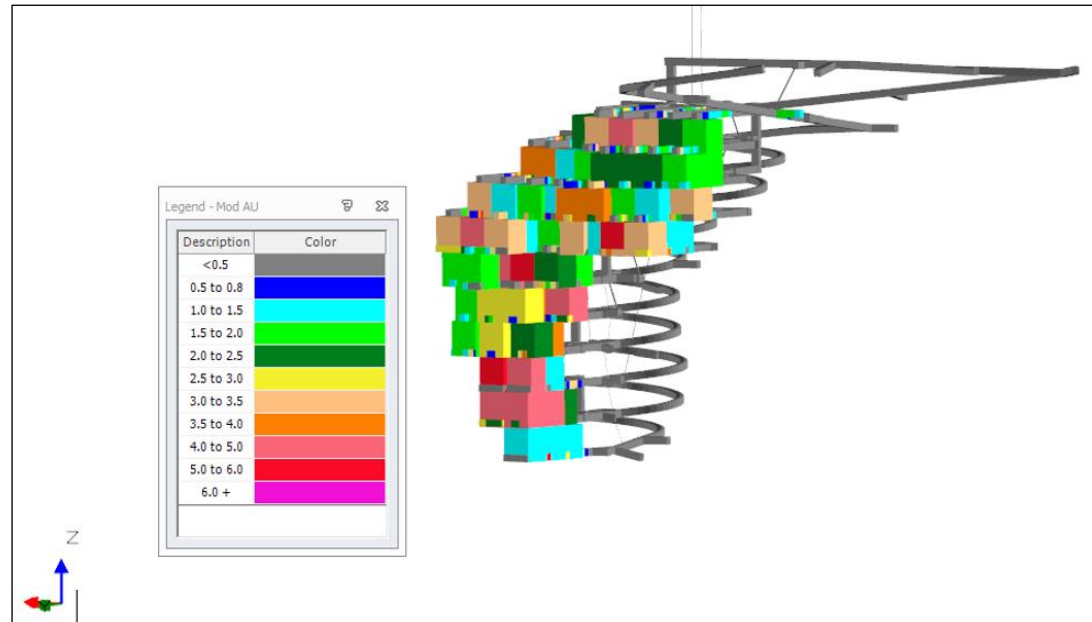 Legend - Mod AU
Description Color
<0.5
0.5 to 0.8
1.0 to 1.5
1.5 to 2.0
2.0 to 2.5
2.5 to 3.0
3.0 to 3.5
3.5 to 4.0
4.0 to 5.0
5.0 to 6.0
6.0 +
Z